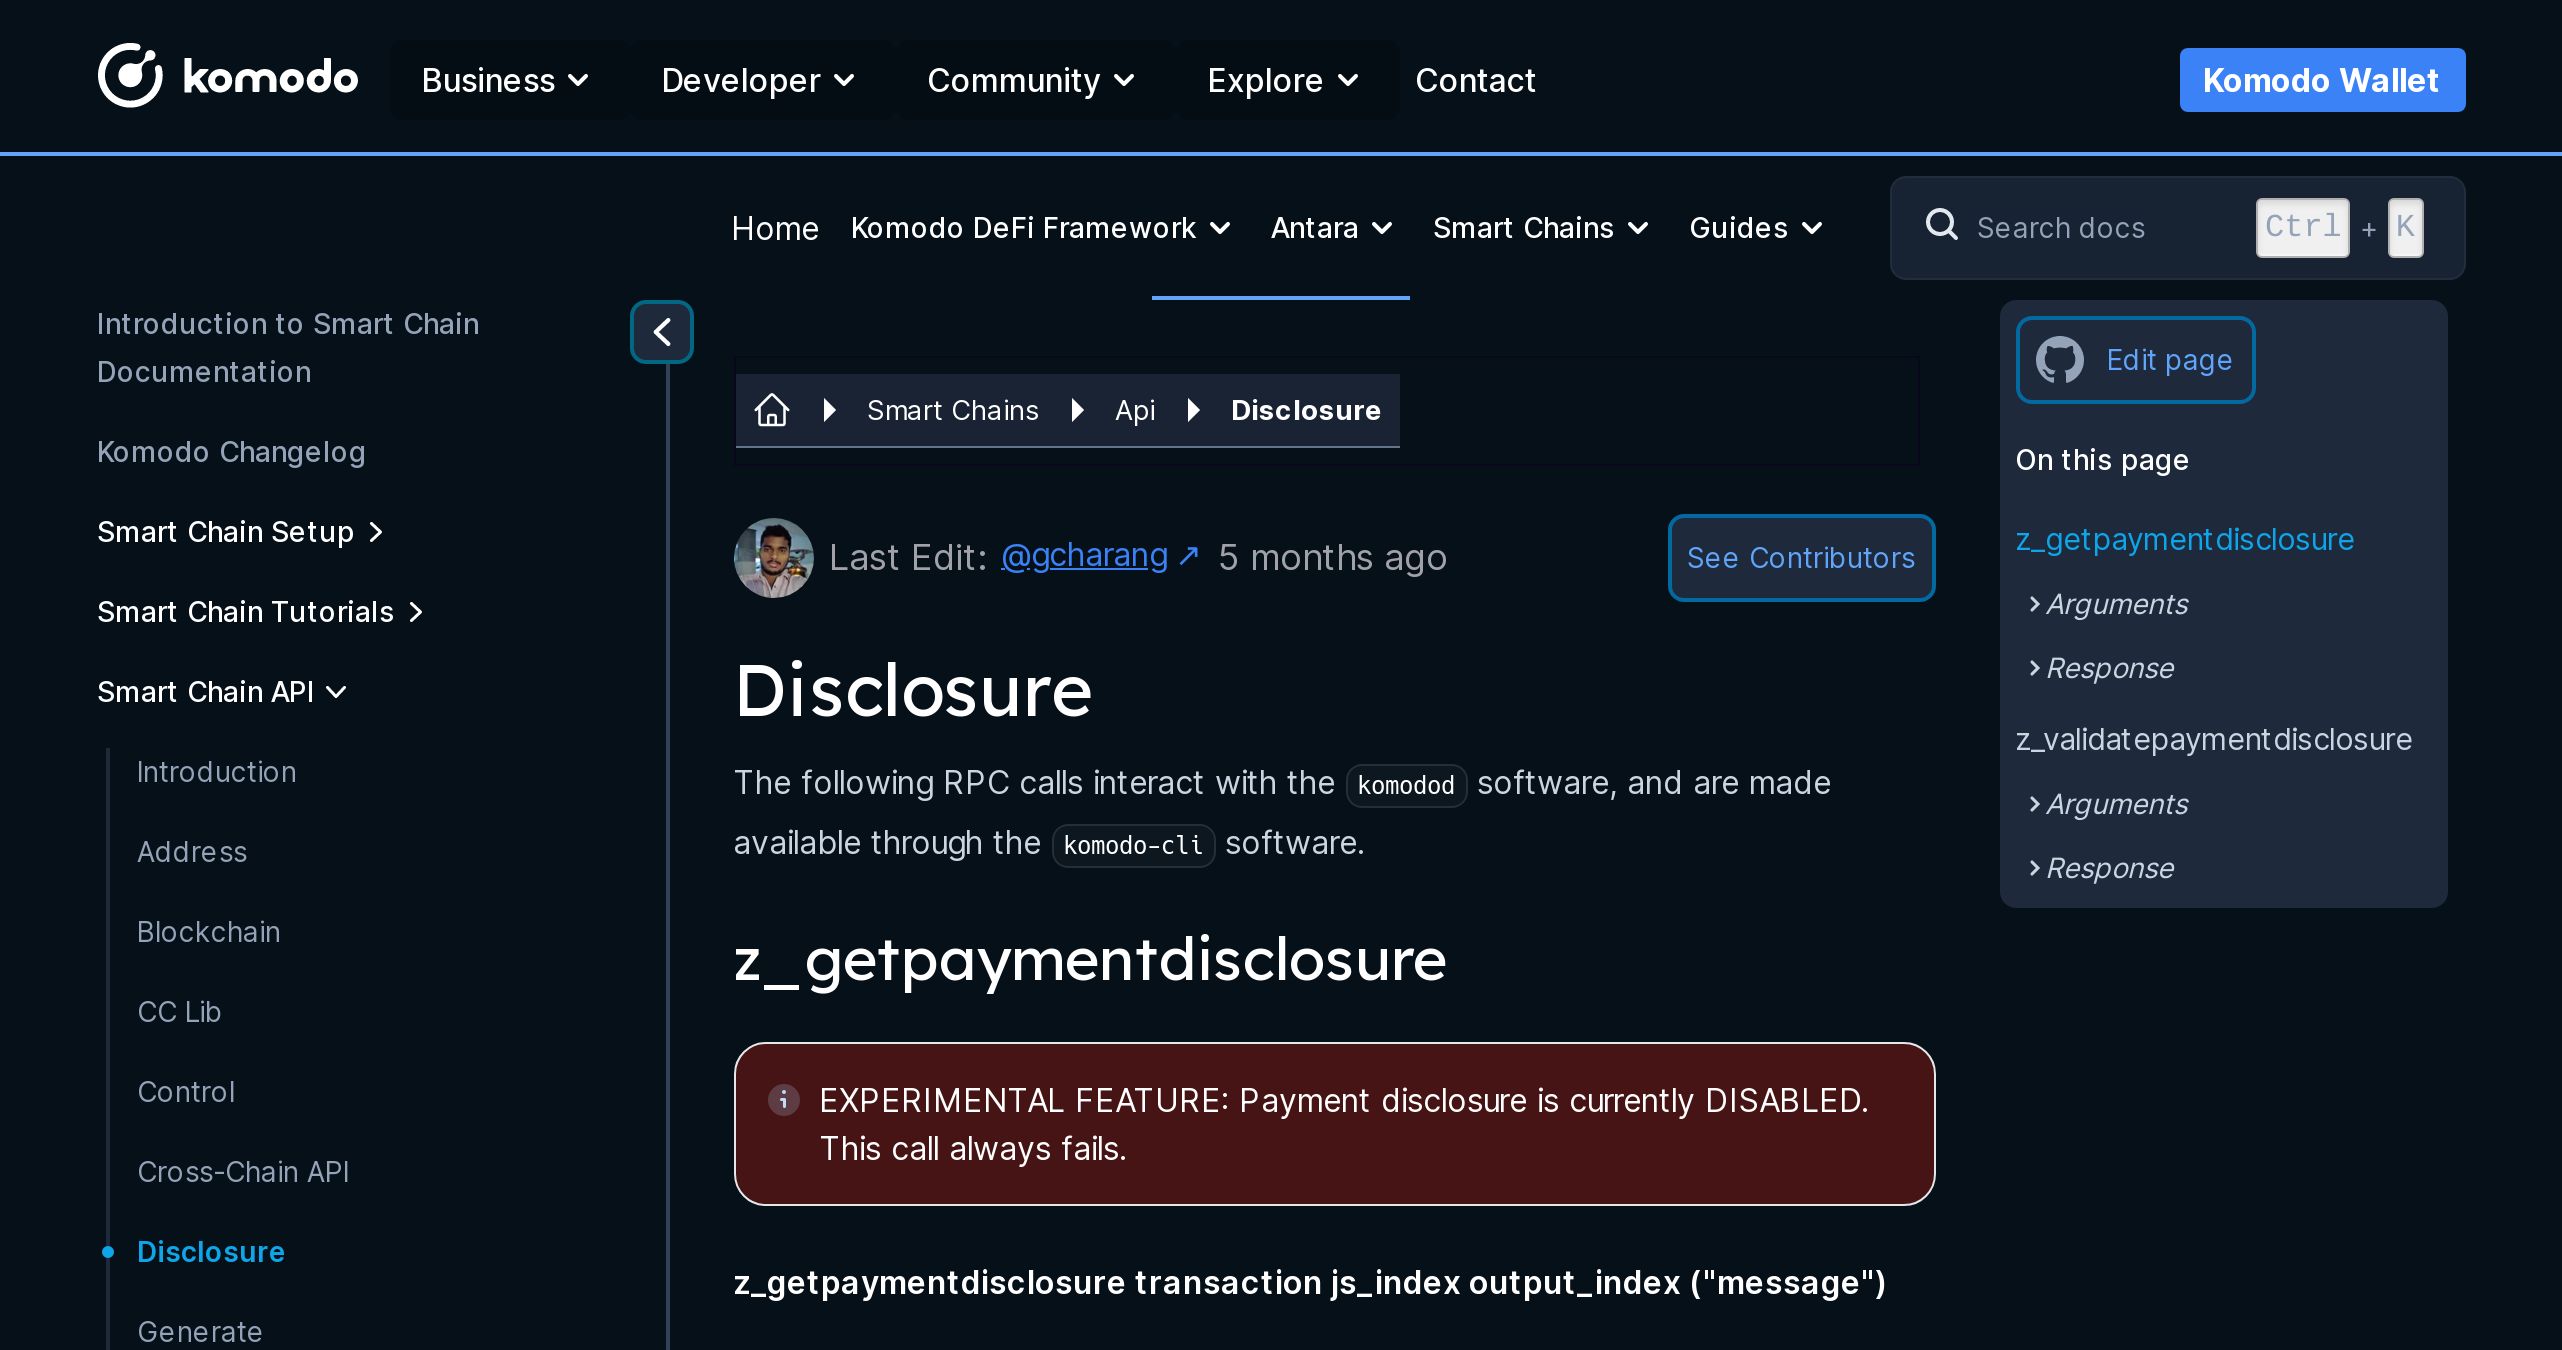 komodo
Business
Developer
Community
Explore
Contact
Komodo Wallet
Home
Komodo DeFi Framework
Antara
Smart Chains
Guides
Search docs
Ctrl + K
Introduction to Smart Chain
Documentation
Komodo Changelog
Smart Chain Setup
Smart Chain Tutorials
Smart Chain API
Introduction
Address
Blockchain
CC Lib
Control
Cross-Chain API
Disclosure
Generate
Smart Chains
Api
Disclosure
Last Edit: @gcharang ↗ 5 months ago
See Contributors
Disclosure
The following RPC calls interact with the komodod software, and are made
available through the komodo-cli software.
z_getpaymentdisclosure
EXPERIMENTAL FEATURE: Payment disclosure is currently DISABLED.
This call always fails.
z_getpaymentdisclosure transaction js_index output_index ("message")
Edit page
On this page
z_getpaymentdisclosure
Arguments
Response
z_validatepaymentdisclosure
Arguments
Response